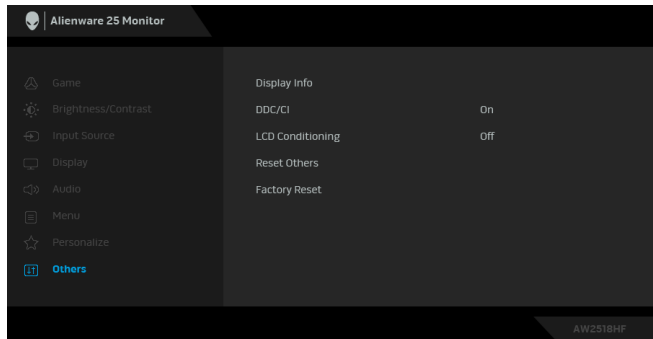 Alienware 25 Monitor
Game
Brightness/Contrast
Input Source
Display
Audio
Menu
Personalize
Others
Display Info
DDC/CI On
LCD Conditioning Off
Reset Others
Factory Reset
AW2518HF